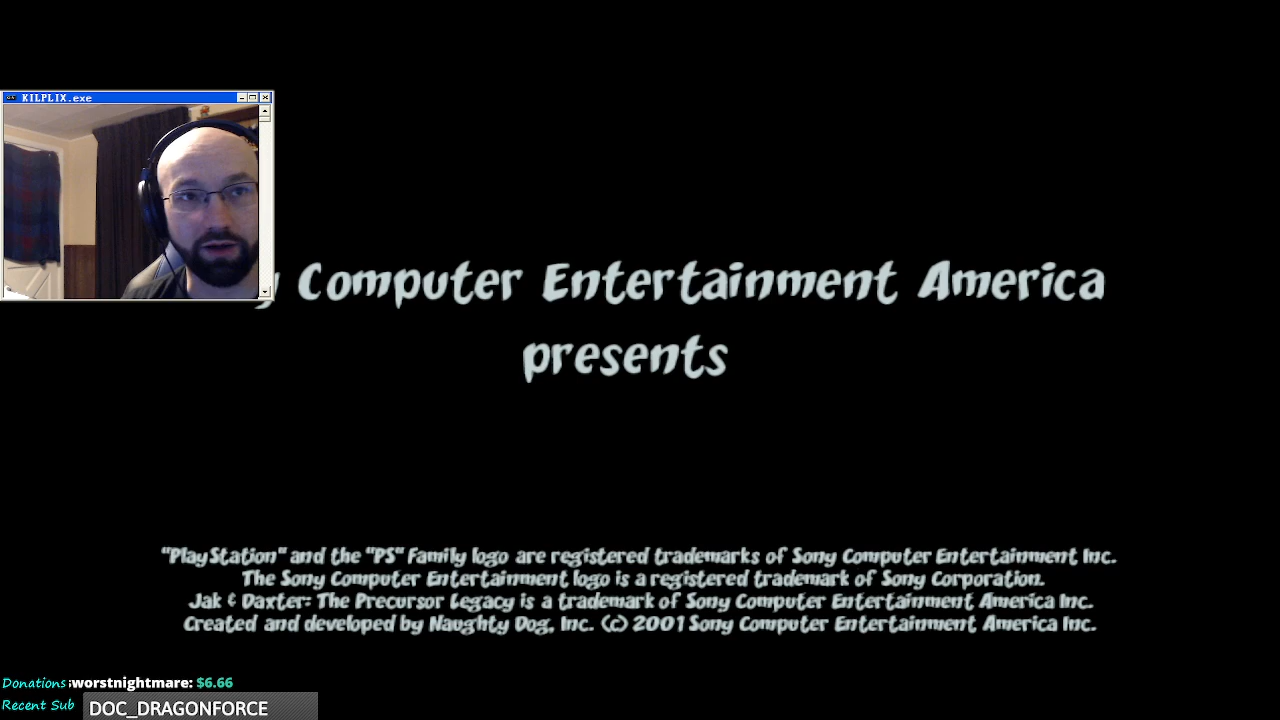 KILPLIX.exe
Computer Entertainment America
presents
"PlayStation" and the "PS" Family logo are registered trademarks of Sony Computer Entertainment Inc.
The Sony Computer Entertainment logo is a registered trademark of Sony Corporation.
Jak & Daxter: The Precursor Legacy is a trademark of Sony Computer Entertainment America Inc.
Created and developed by Naughty Dog, Inc. (c) 2001 Sony Computer Entertainment America Inc.
Donations worstnightmare: $6.66
Recent Sub DOC_DRAGONFORCE